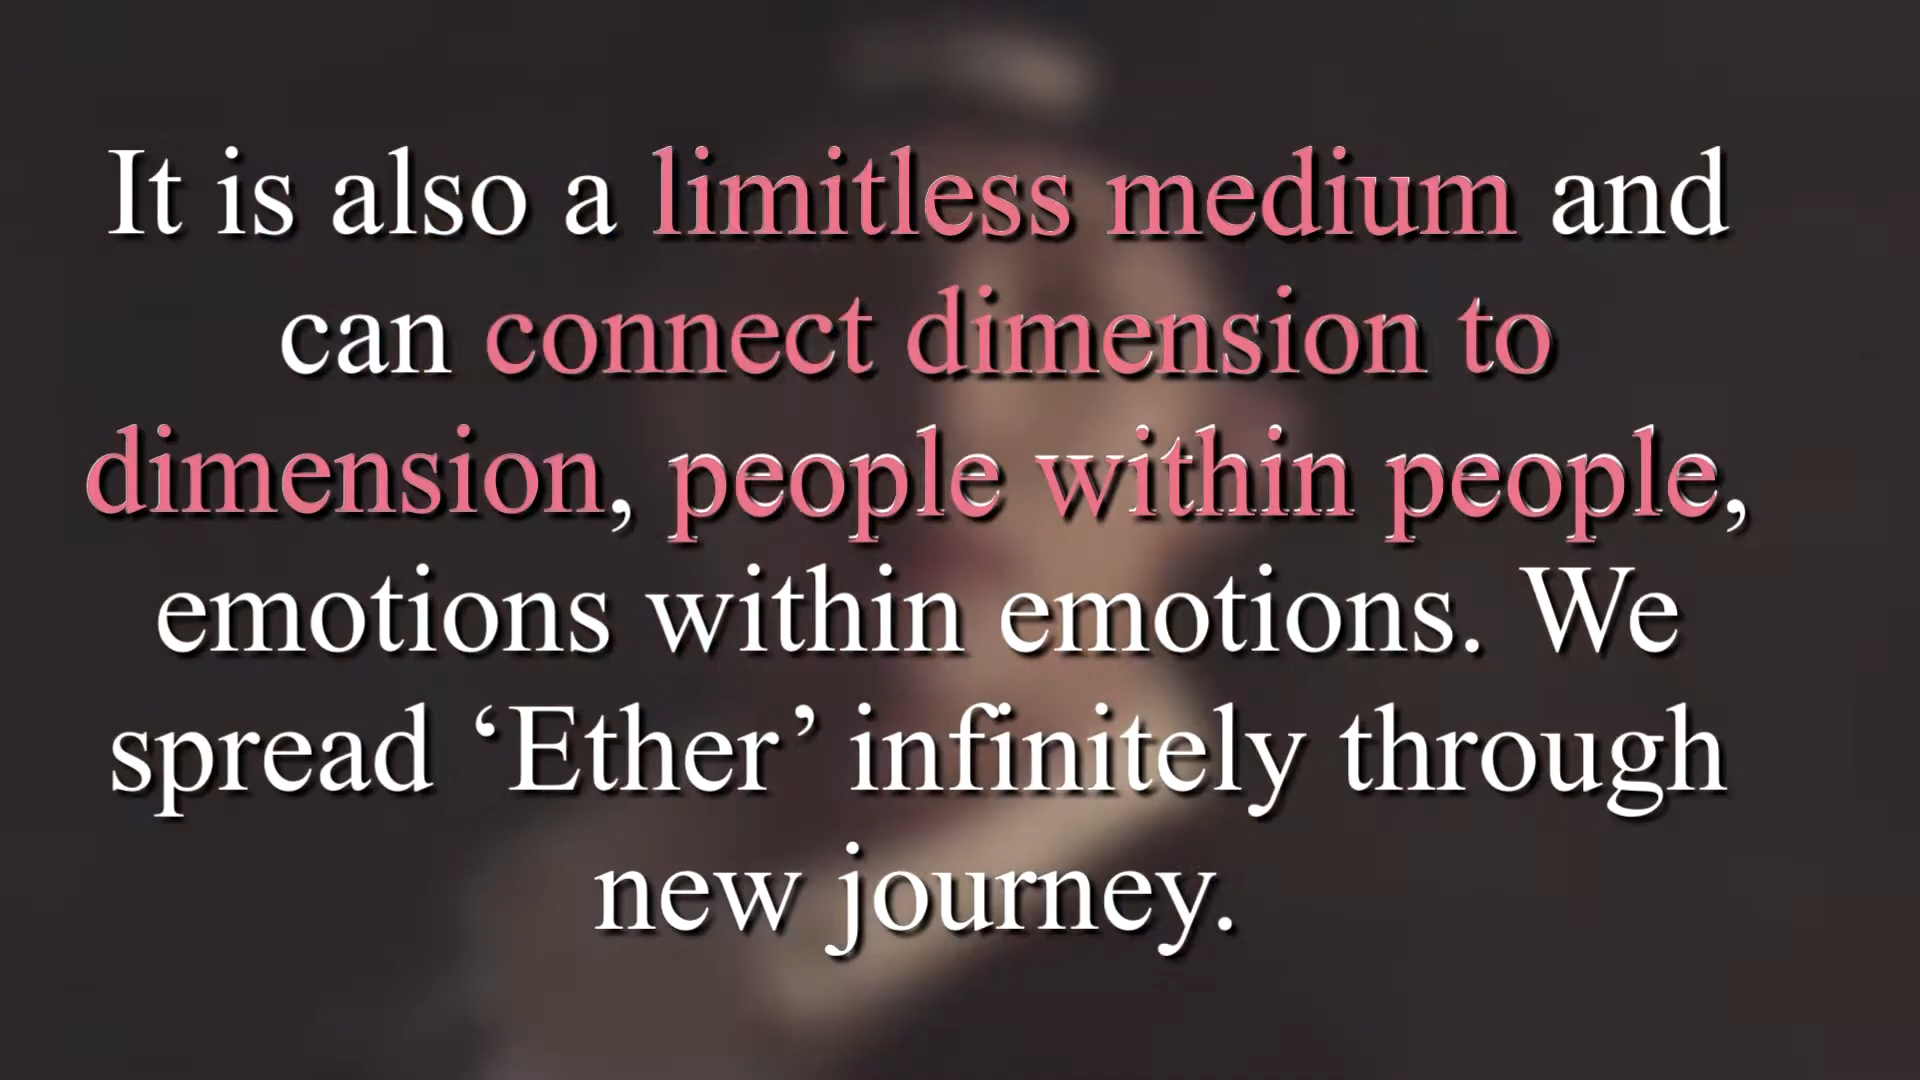 It is also a limitless medium and
can connect dimension to
dimension, people within people,
emotions within emotions. We
spread ‘Ether’ infinitely through
new journey.